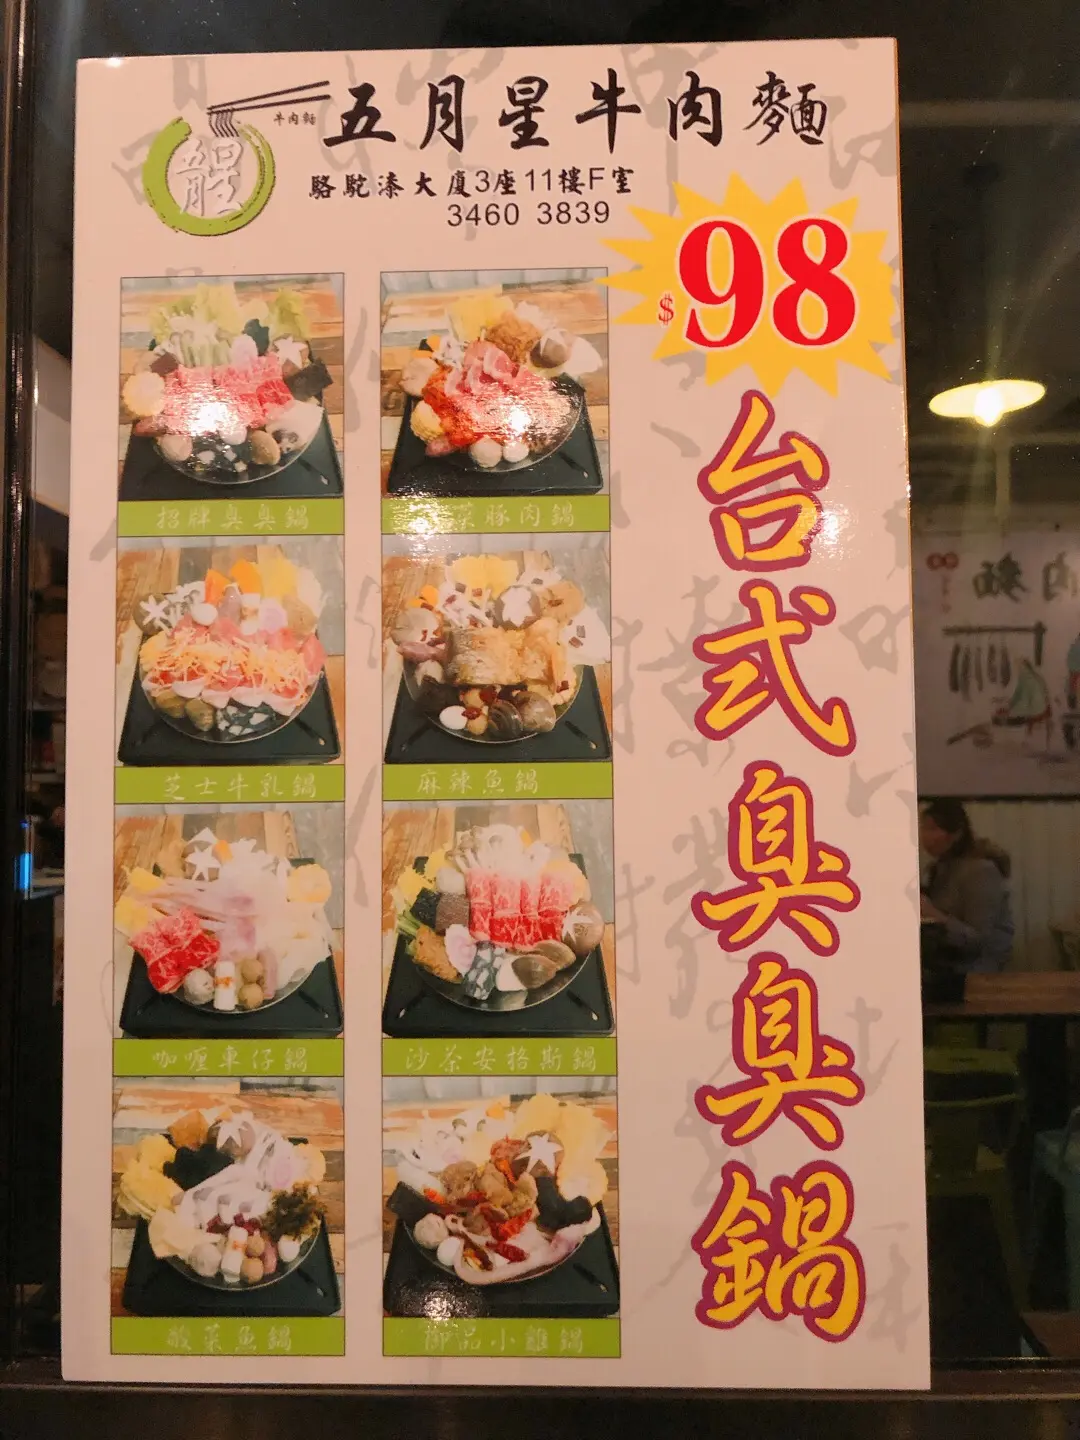 五月星牛肉麵
牛肉麵
駱駝漆大廈3座11樓F室
3460 3839
$98
台式臭臭鍋
招牌臭臭鍋
豚肉鍋
芝士牛乳鍋
麻辣魚鍋
咖喱車仔鍋
沙茶安格斯鍋
酸菜魚鍋
御品小雞鍋